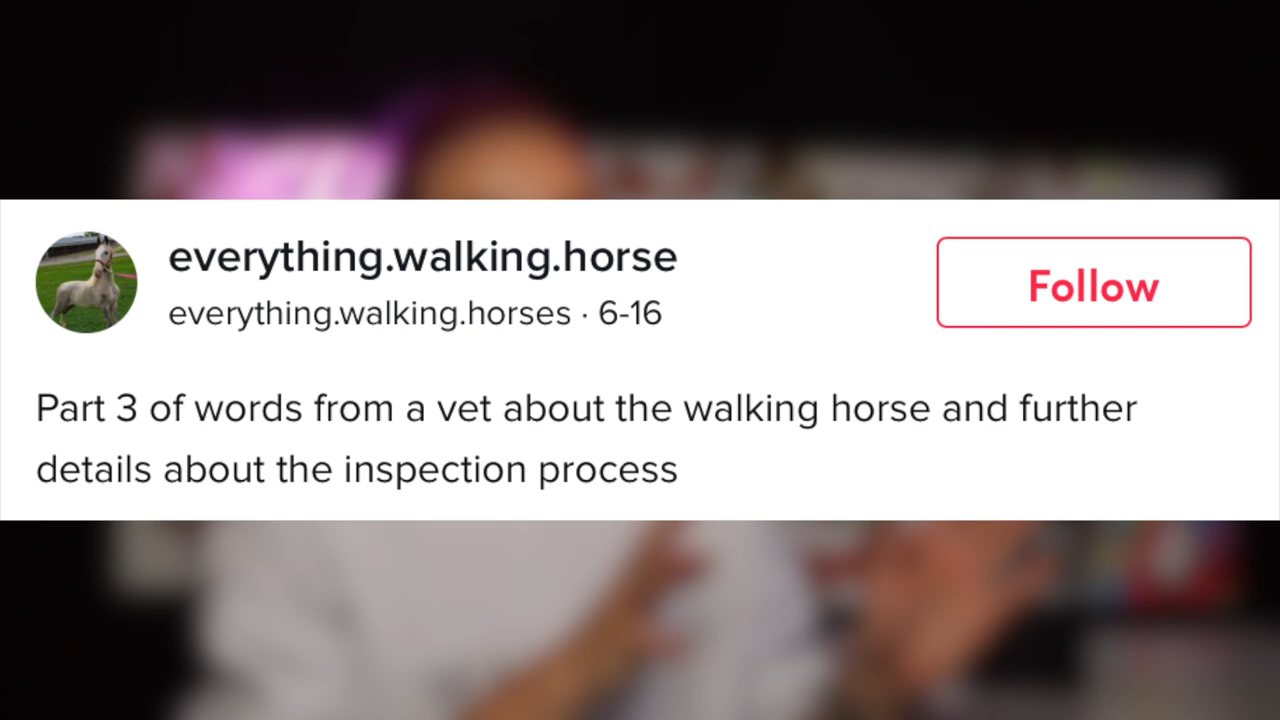 everything.walking.horse
everything.walking.horses · 6-16
Follow
Part 3 of words from a vet about the walking horse and further
details about the inspection process